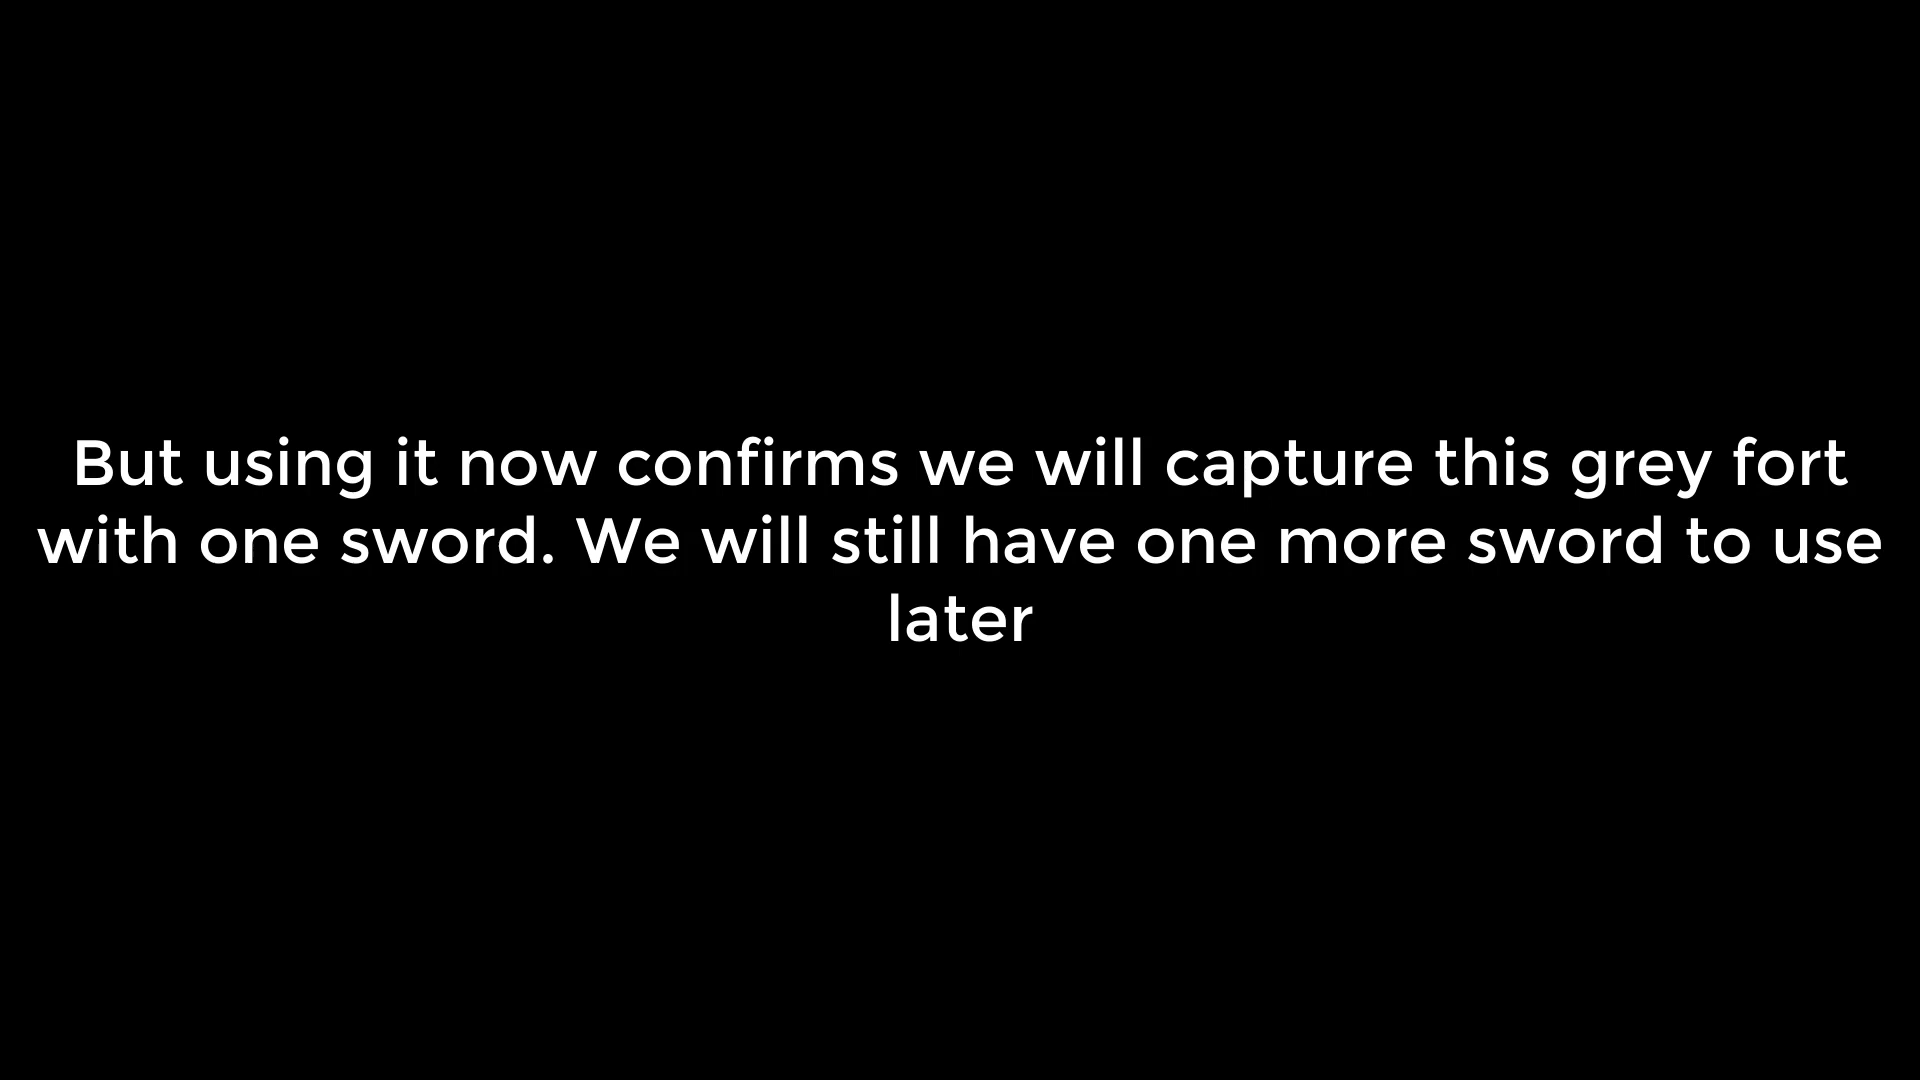 But using it now confirms we will capture this grey fort
with one sword. We will still have one more sword to use
later